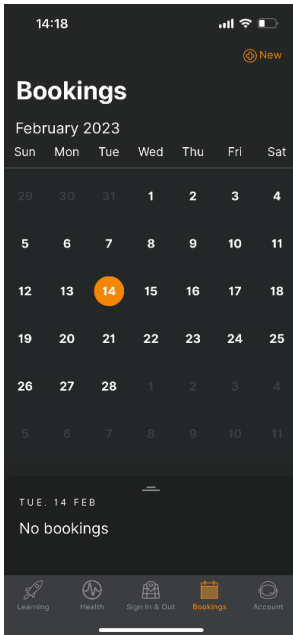 14:18
New
Bookings
February 2023
Sun Mon Tue Wed Thu Fri Sat
29 30 31 1 2 3 4
5 6 7 8 9 10 11
12 13 14 15 16 17 18
19 20 21 22 23 24 25
26 27 28 1 2 3 4
5 6 7 8 9 10 11
TUE. 14 FEB
No bookings
Learning Health Sign In & Out Bookings Account